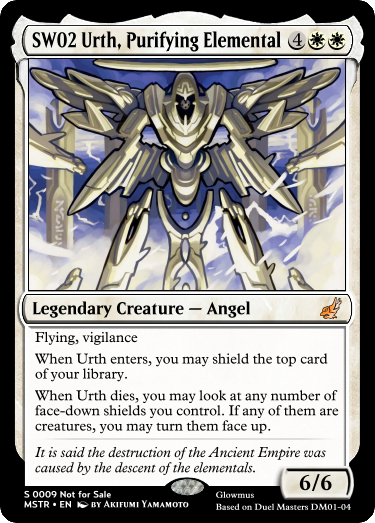 SW02 Urth, Purifying Elemental 4
Legendary Creature — Angel
Flying, vigilance
When Urth enters, you may shield the top card
of your library.
When Urth dies, you may look at any number of
face-down shields you control. If any of them are
creatures, you may turn them face up.
It is said the destruction of the Ancient Empire was
caused by the descent of the elementals.
6/6
S 0009 Not for Sale
MSTR • EN BY AKIFUMI YAMAMOTO
Glowmus
Based on Duel Masters DM01-04